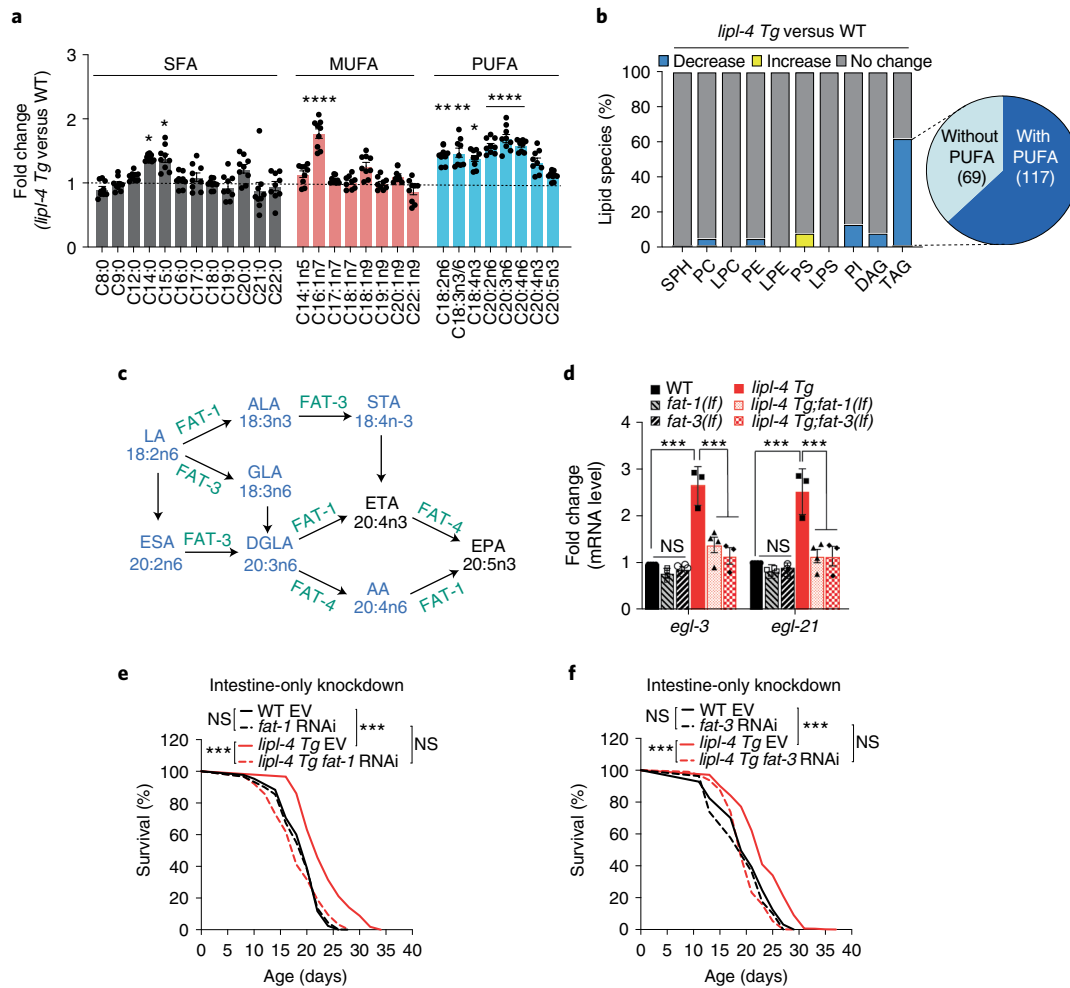 a
3
2
1
0
Fold change
(lipl-4 Tg versus WT)
SFA
MUFA
PUFA
*
*
****
** ** **
*
****
C8:0
C9:0
C12:0
C14:0
C15:0
C16:0
C17:0
C18:0
C19:0
C20:0
C21:0
C22:0
C14:1n5
C16:1n7
C17:1n7
C18:1n7
C18:1n9
C19:1n9
C20:1n9
C22:1n9
C18:2n6
C18:3n3/6
C18:4n3
C20:2n6
C20:3n6
C20:4n6
C20:4n3
C20:5n3
b
lipl-4 Tg versus WT
Decrease
Increase
No change
100
80
60
40
20
0
Lipid species (%)
SPH
PC
LPC
PE
LPE
PS
LPS
PI
DAG
TAG
Without
PUFA
(69)
With
PUFA
(117)
c
LA
18:2n6
FAT-1
ALA
18:3n3
FAT-3
STA
18:4n-3
FAT-3
GLA
18:3n6
ETA
20:4n3
FAT-1
FAT-4
ESA
20:2n6
FAT-3
DGLA
20:3n6
EPA
20:5n3
FAT-4
AA
20:4n6
FAT-1
d
WT
fat-1(lf)
fat-3(lf)
lipl-4 Tg
lipl-4 Tg;fat-1(lf)
lipl-4 Tg;fat-3(lf)
4
3
2
1
0
Fold change
(mRNA level)
***
***
***
***
NS
NS
egl-3
egl-21
e
Intestine-only knockdown
NS
WT EV
fat-1 RNAi
***
***
lipl-4 Tg EV
lipl-4 Tg fat-1 RNAi
NS
120
100
80
60
40
20
0
Survival (%)
0 5 10 15 20 25 30 35 40
Age (days)
f
Intestine-only knockdown
NS
WT EV
fat-3 RNAi
***
***
lipl-4 Tg EV
lipl-4 Tg fat-3 RNAi
NS
120
100
80
60
40
20
0
Survival (%)
0 5 10 15 20 25 30 35 40
Age (days)